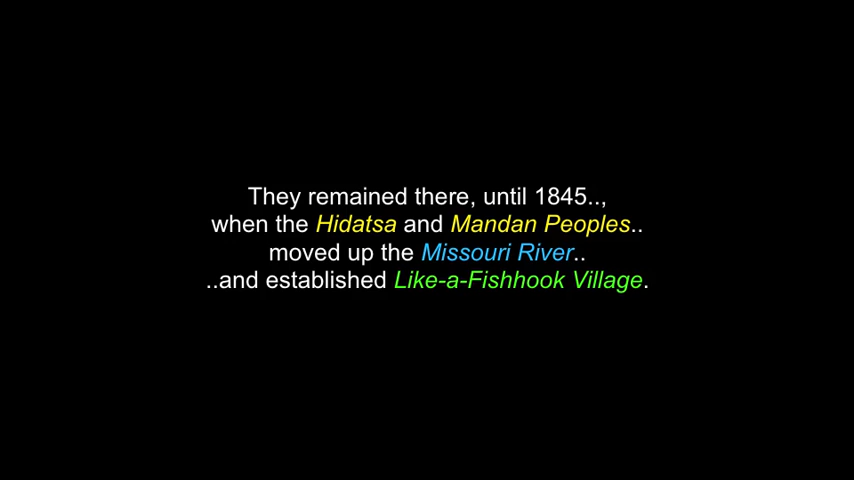 They remained there, until 1845..,
when the Hidatsa and Mandan Peoples..
moved up the Missouri River..
..and established Like-a-Fishhook Village.